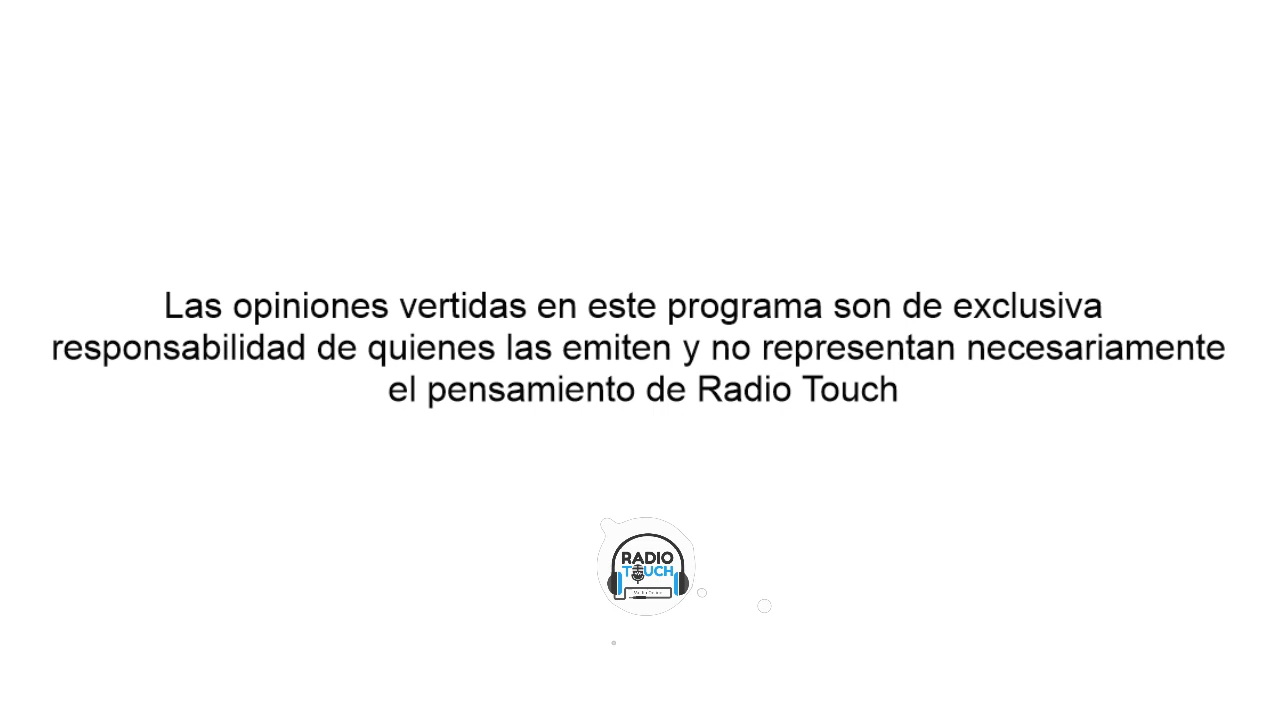 Las opiniones vertidas en este programa son de exclusiva
responsabilidad de quienes las emiten y no representan necesariamente
el pensamiento de Radio Touch
RADIO
TOUCH